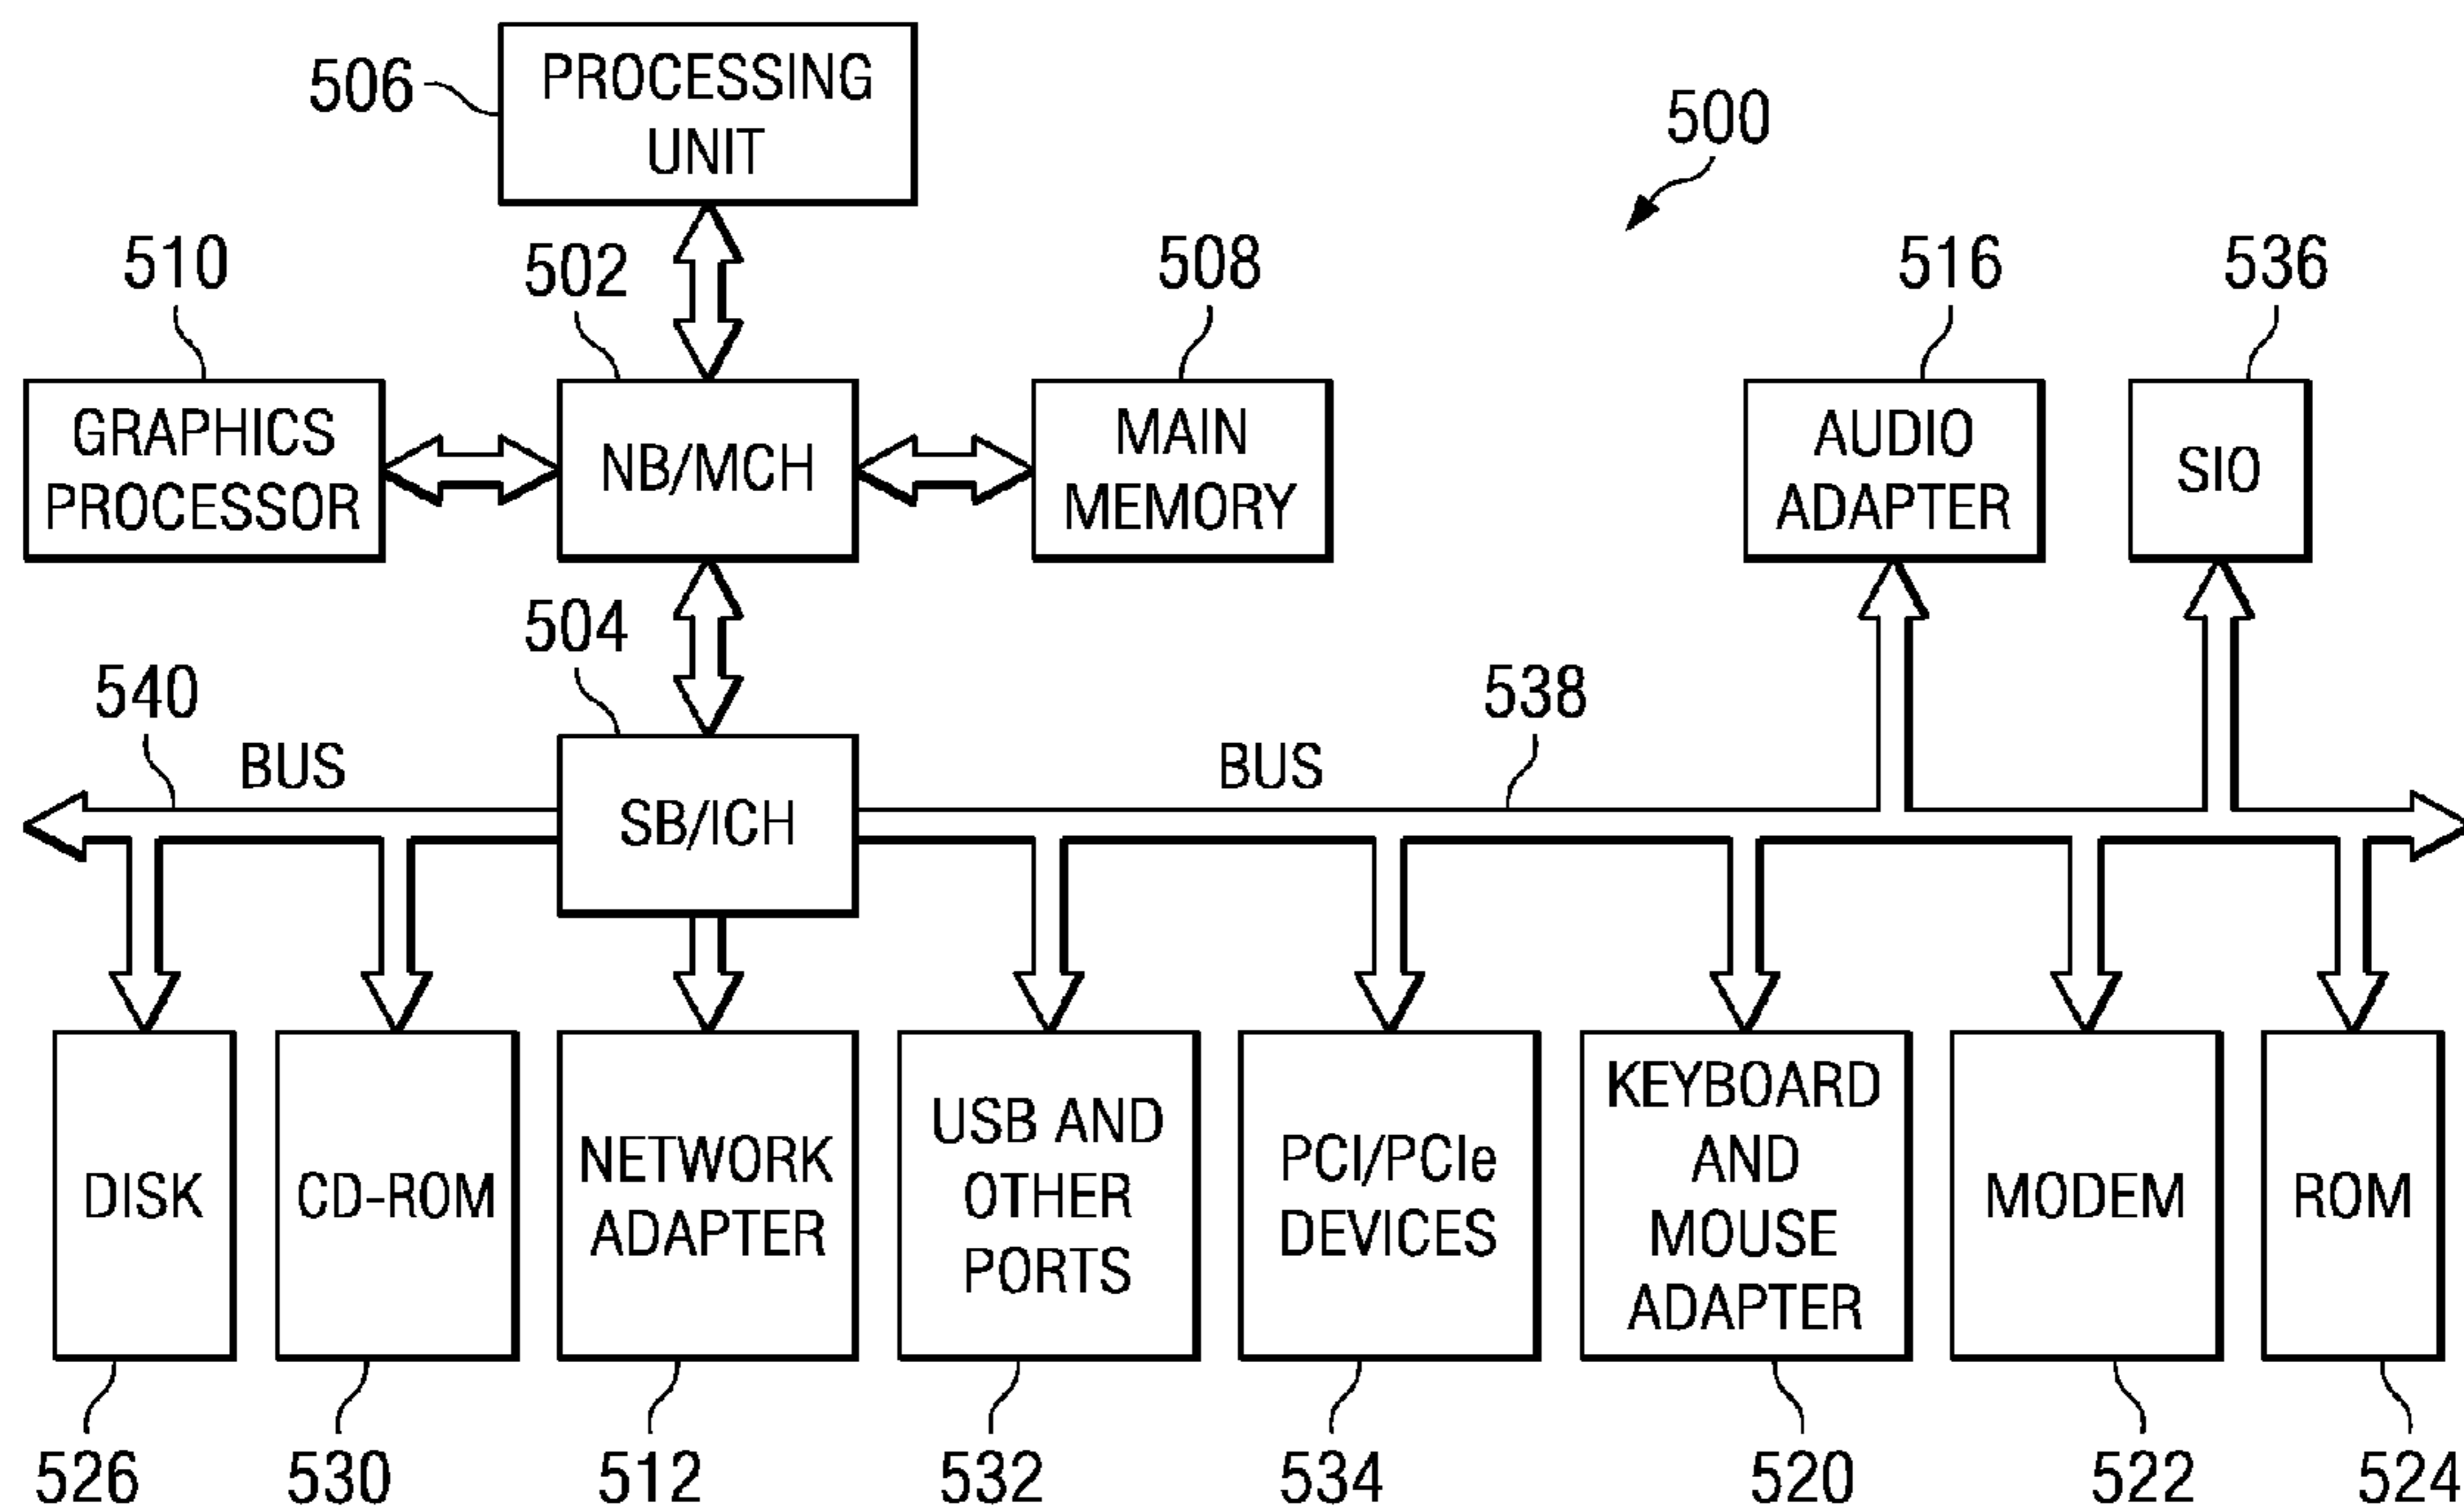 506
PROCESSING
UNIT
500
510
502
508
516
536
GRAPHICS
PROCESSOR
NB/MCH
MAIN
MEMORY
AUDIO
ADAPTER
SIO
504
540
BUS
538
BUS
SB/ICH
DISK
CD-ROM
NETWORK
ADAPTER
USB AND
OTHER
PORTS
PCI/PCIe
DEVICES
KEYBOARD
AND
MOUSE
ADAPTER
MODEM
ROM
526
530
512
532
534
520
522
524